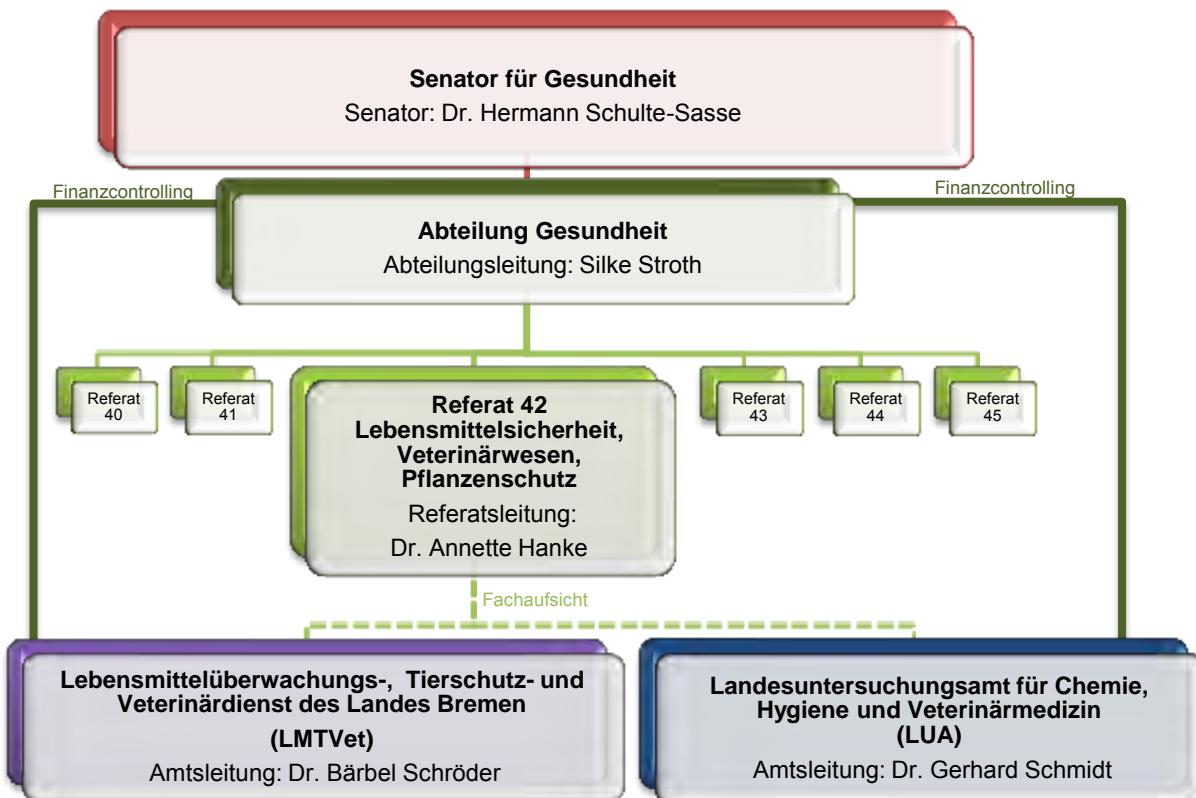 Senator für Gesundheit
Senator: Dr. Hermann Schulte-Sasse
Finanzcontrolling
Finanzcontrolling
Abteilung Gesundheit
Abteilungsleitung: Silke Stroth
Referat
40
Referat
41
Referat 42
Lebensmittelsicherheit,
Veterinärwesen,
Pflanzenschutz
Referatsleitung:
Dr. Annette Hanke
Referat
43
Referat
44
Referat
45
Fachaufsicht
Lebensmittelüberwachungs-, Tierschutz- und
Veterinärdienst des Landes Bremen
(LMTVet)
Amtsleitung: Dr. Bärbel Schröder
Landesuntersuchungsamt für Chemie,
Hygiene und Veterinärmedizin
(LUA)
Amtsleitung: Dr. Gerhard Schmidt